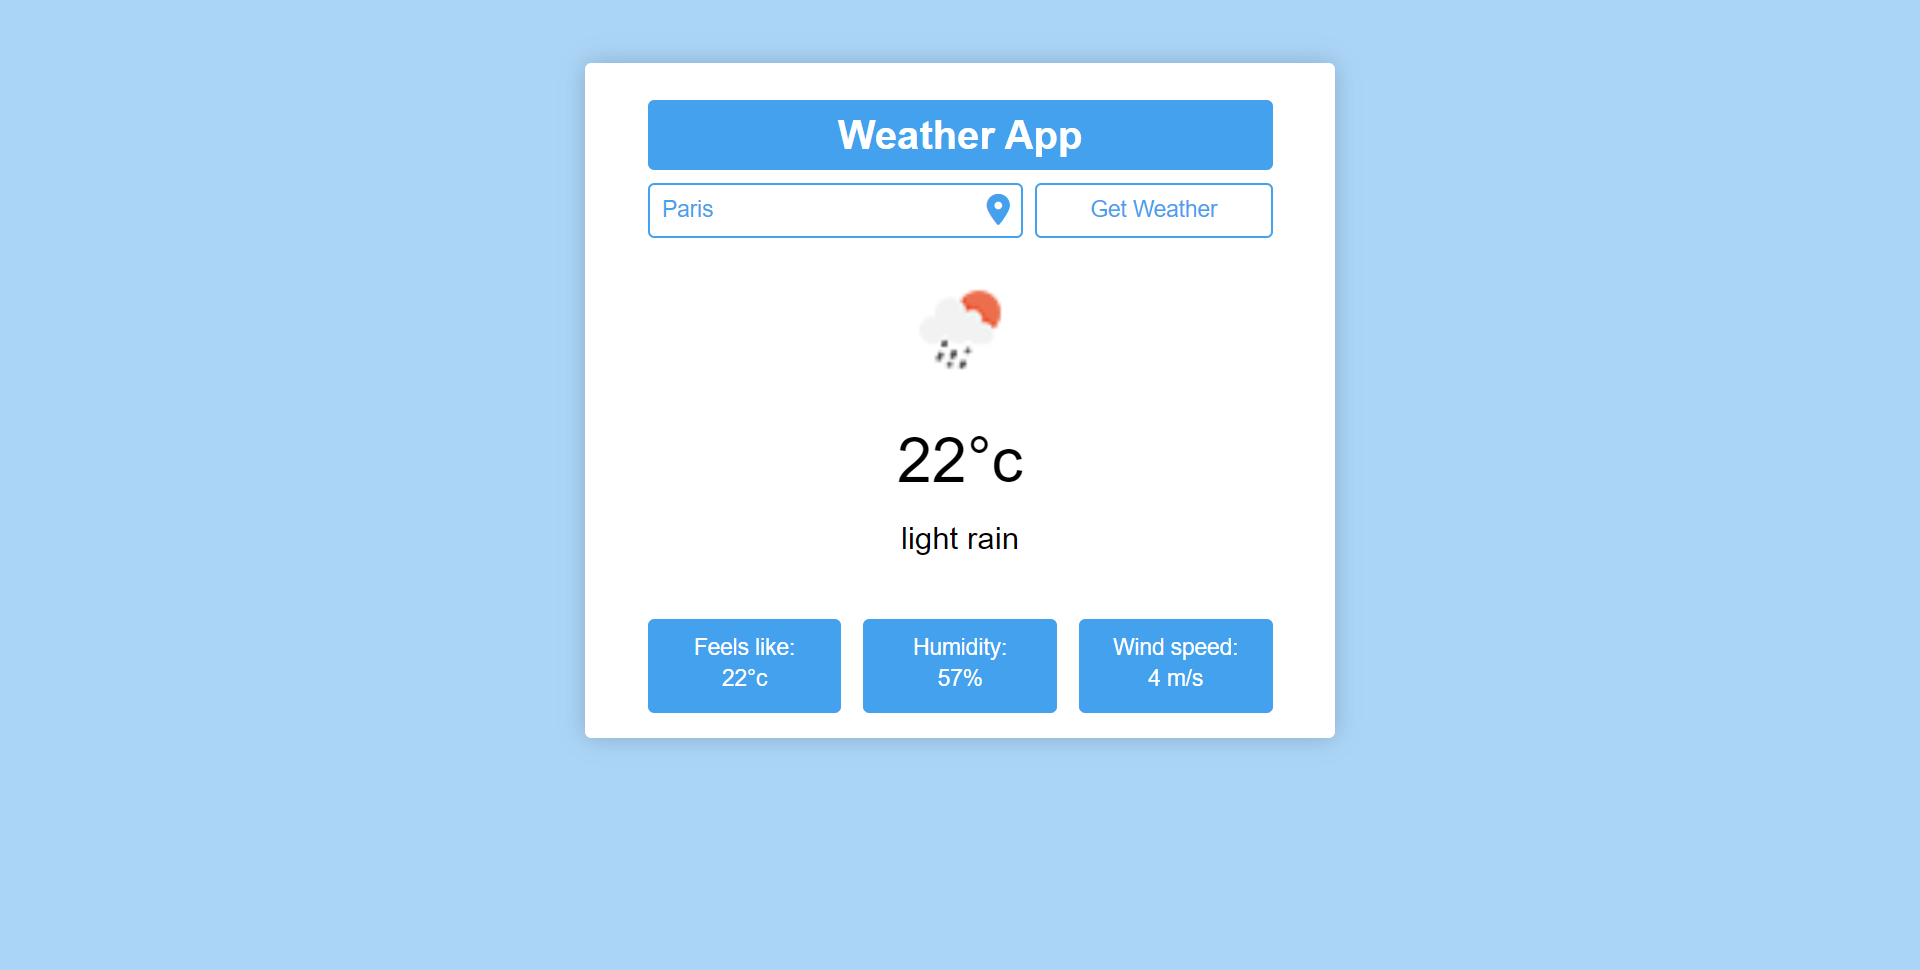 Weather App
Paris
Get Weather
22°c
light rain
Feels like:
22°c
Humidity:
57%
Wind speed:
4 m/s